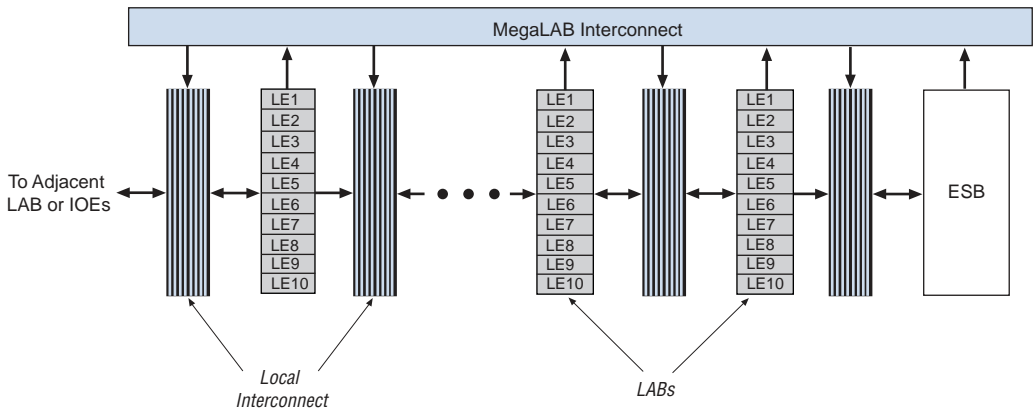 MegaLAB Interconnect
LE1
LE2
LE3
LE4
LE5
LE6
LE7
LE8
LE9
LE10
LE1
LE2
LE3
LE4
LE5
LE6
LE7
LE8
LE9
LE10
LE1
LE2
LE3
LE4
LE5
LE6
LE7
LE8
LE9
LE10
To Adjacent
LAB or IOEs
ESB
Local
Interconnect
LABs